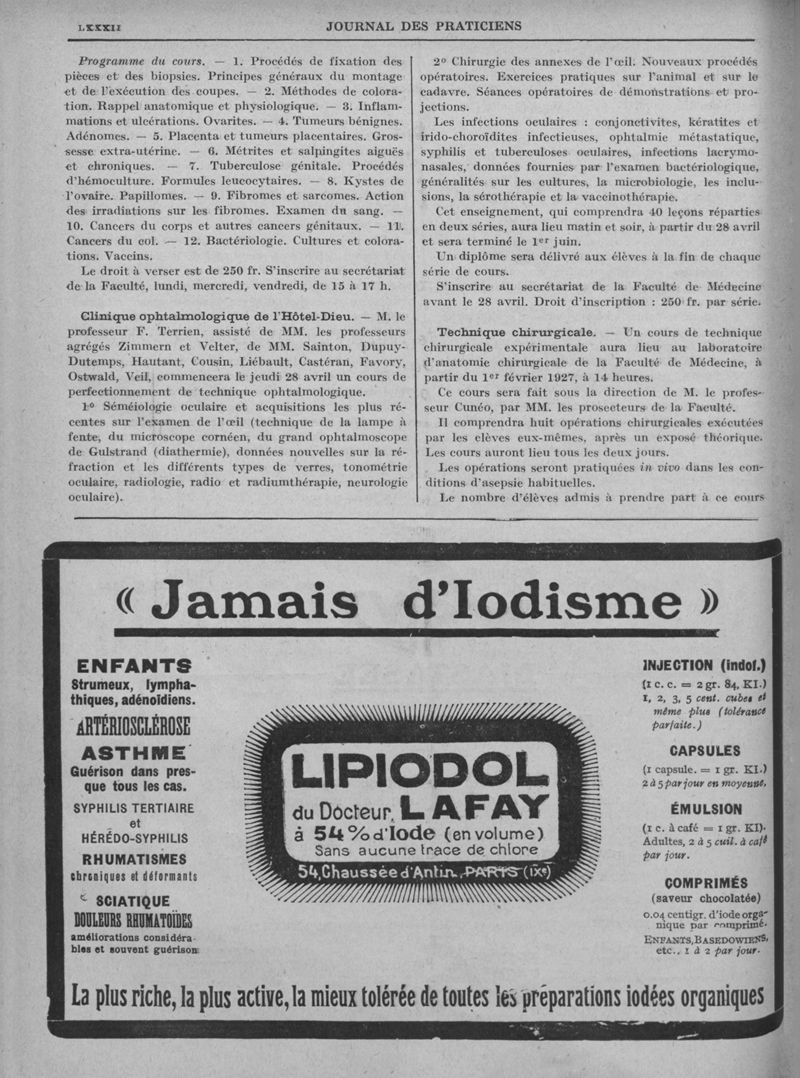 LXXXII
JOURNAL DES PRATICIENS
Programme du cours. — 1. Procédés de fixation des
pièces et des biopsies. Principes généraux du montage
et de l'exécution des coupes. — 2. Méthodes de colora-
tion. Rappel anatomique et physiologique. — 3. Inflam-
mations et ulcérations. Ovarites. — 4. Tumeurs bénignes.
Adénomes. — 5. Placenta et tumeurs placentaires. Gros-
sesse extra-utérine. — 6. Métrites et salpingites aiguës
et chroniques. — 7. Tuberculose génitale. Procédés
d'hémoculture. Formules leucocytaires. — 8. Kystes de
l'ovaire. Papillomes. — 9. Fibromes et sarcomes. Action
des irradiations sur les fibromes. Examen du sang. —
10. Cancers du corps et autres cancers génitaux. — 11.
Cancers du col. — 12. Bactériologie. Cultures et colora-
tions. Vaccins.
Le droit à verser est de 250 fr. S'inscrire au secrétariat
de la Faculté, lundi, mercredi, vendredi, de 15 à 17 h.
Clinique ophtalmologique de l'Hôtel-Dieu. — M. le
professeur F. Terrien, assisté de MM. les professeurs
agrégés Zimmern et Velter, de MM. Sainton, Dupuy-
Dutemps, Hautant, Cousin, Liébault, Castéran, Favory,
Ostwald, Veil, commencera le jeudi 28 avril un cours de
perfectionnement de technique ophtalmologique.
1º Séméiologie oculaire et acquisitions les plus ré-
centes sur l'examen de l'œil (technique de la lampe à
fente, du microscope cornéen, du grand ophtalmoscope
de Gulstrand (diathermie), données nouvelles sur la ré-
fraction et les différents types de verres, tonométrie
oculaire, radiologie, radio et radiumthérapie, neurologie
oculaire).
2º Chirurgie des annexes de l'œil. Nouveaux procédés
opératoires. Exercices pratiques sur l'animal et sur le
cadavre. Séances opératoires de démonstrations et pro-
jections.
Les infections oculaires : conjonctivites, kératites et
irido-choroïdites infectieuses, ophtalmie métastatique,
syphilis et tuberculoses oculaires, infections lacrymo-
nasales, données fournies par l'examen bactériologique,
généralités sur les cultures, la microbiologie, les inclu-
sions, la sérothérapie et la vaccinothérapie.
Cet enseignement, qui comprendra 40 leçons réparties
en deux séries, aura lieu matin et soir, à partir du 28 avril
et sera terminé le 1er juin.
Un diplôme sera délivré aux élèves à la fin de chaque
série de cours.
S'inscrire au secrétariat de la Faculté de Médecine
avant le 28 avril. Droit d'inscription : 250 fr. par série.
Technique chirurgicale. — Un cours de technique
chirurgicale expérimentale aura lieu au laboratoire
d'anatomie chirurgicale de la Faculté de Médecine, à
partir du 1er février 1927, à 14 heures.
Ce cours sera fait sous la direction de M. le profes-
seur Cunéo, par MM. les prosecteurs de la Faculté.
Il comprendra huit opérations chirurgicales exécutées
par les elèves eux-mêmes, après un exposé théorique.
Les cours auront lieu tous les deux jours.
Les opérations seront pratiquées in vivo dans les con-
ditions d'asepsie habituelles.
Le nombre d'élèves admis à prendre part à ce cours
« Jamais d'Iodisme »
ENFANTS
Strumeux, lympha-
thiques, adénoïdiens.
ARTÉRIOSCLÉROSE
ASTHME
Guérison dans pres-
que tous les cas.
SYPHILIS TERTIAIRE
et
HÉRÉDO-SYPHILIS
RHUMATISMES
chroniques et déformants
SCIATIQUE
DOULEURS RHUMATOÏDES
améliorations considéra-
bles et souvent guérison
LIPIODOL
du Docteur LAFAY
à 54% d'Iode (en volume)
Sans aucune trace de chlore
54, Chaussée d'Antin, PARIS (IXe)
INJECTION (indol.)
(1 c. c. = 2 gr. 84, KI.)
1, 2, 3, 5 cent. cubes et
même plus (tolérance
parfaite.)
CAPSULES
(1 capsule. = 1 gr. KI.)
2 à 5 par jour en moyenne.
ÉMULSION
(1 c. à café = 1 gr. KI).
Adultes, 2 à 5 cuil. à café
par jour.
COMPRIMÉS
(saveur chocolatée)
0.04 centigr. d'iode orga-
nique par comprimé.
ENFANTS, BASEDOWIENS,
etc., 1 à 2 par jour.
La plus riche, la plus active, la mieux tolérée de toutes les préparations iodées organiques